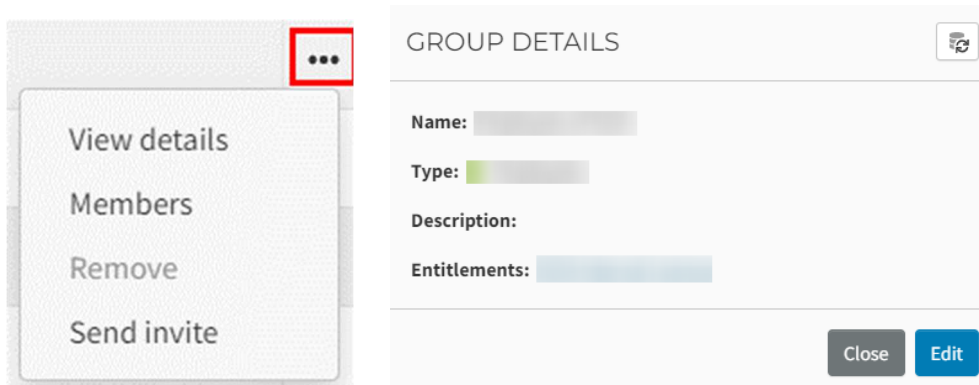 •••
View details
Members
Remove
Send invite
GROUP DETAILS
Name:
Type:
Description:
Entitlements:
Close
Edit